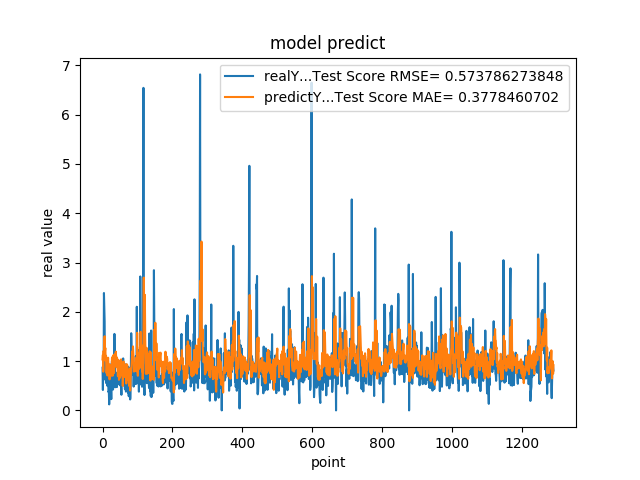 model predict
realY...Test Score RMSE= 0.573786273848
predictY...Test Score MAE= 0.3778460702
7
6
5
4
3
2
1
0
real value
0 200 400 600 800 1000 1200
point